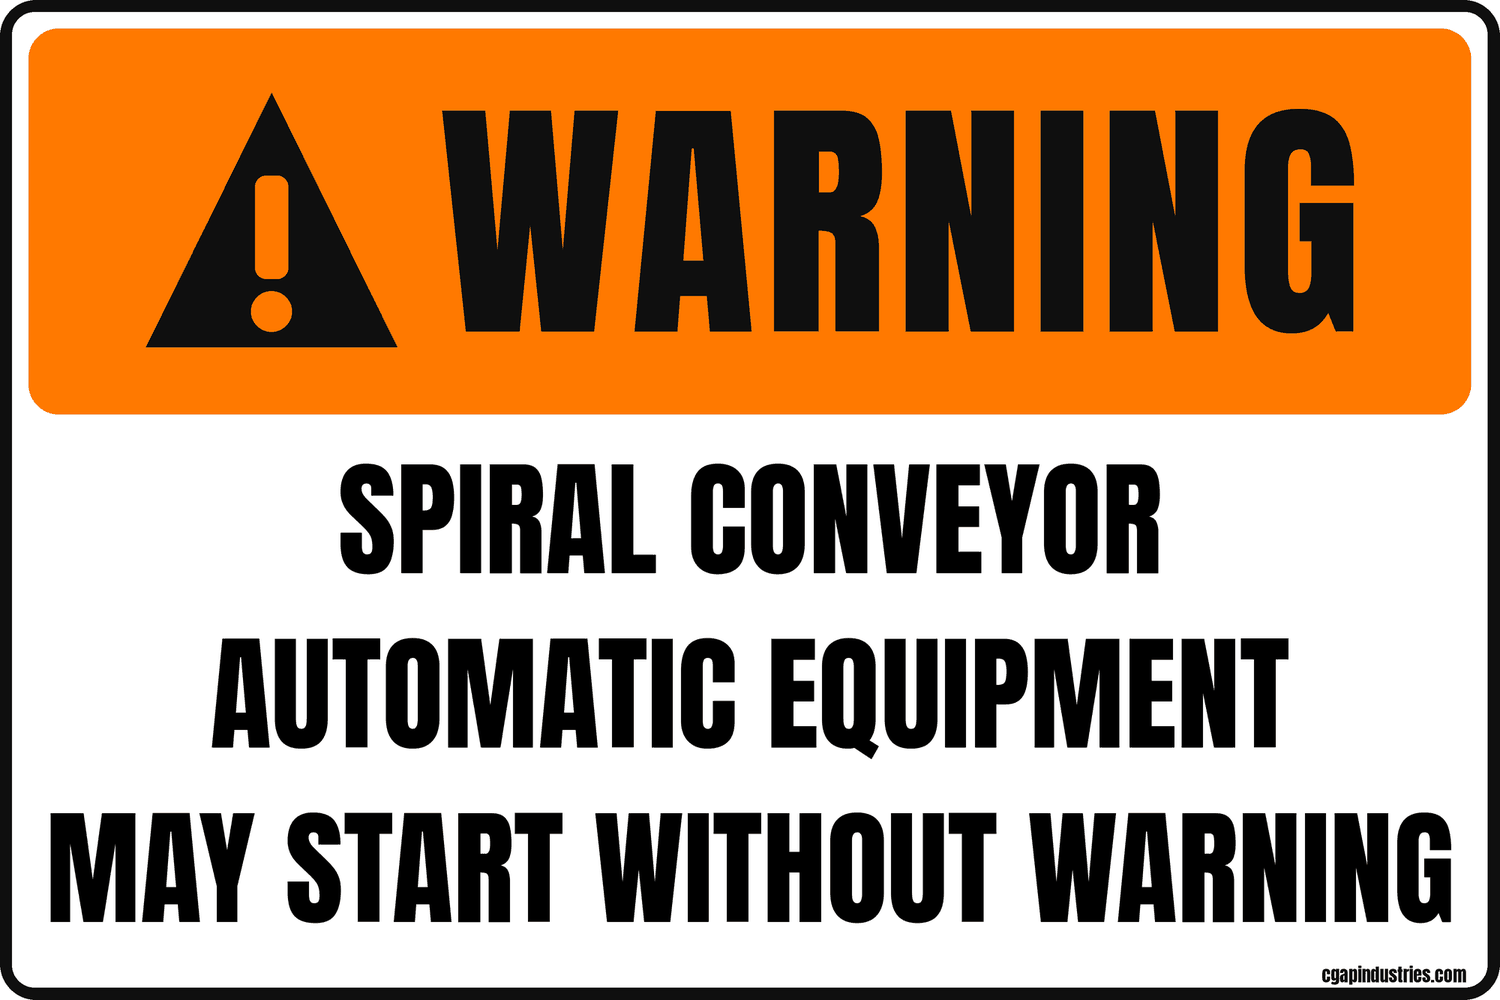 WARNING
SPIRAL CONVEYOR
AUTOMATIC EQUIPMENT
MAY START WITHOUT WARNING
cgapindustries.com